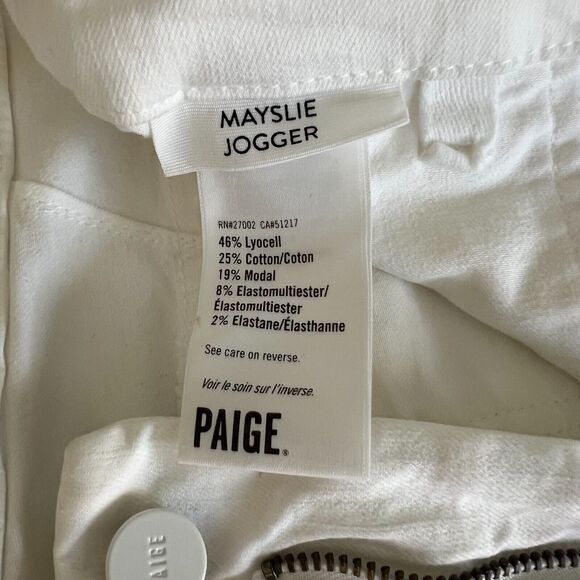 MAYSLIE
JOGGER
RN#27002 CA#51217
46% Lyocell
25% Cotton/Coton
19% Modal
8% Elastomultiester/
Élastomultiester
2% Elastane/Élasthanne
See care on reverse.
Voir le soin sur l'inverse.
PAIGE®
PAIGE